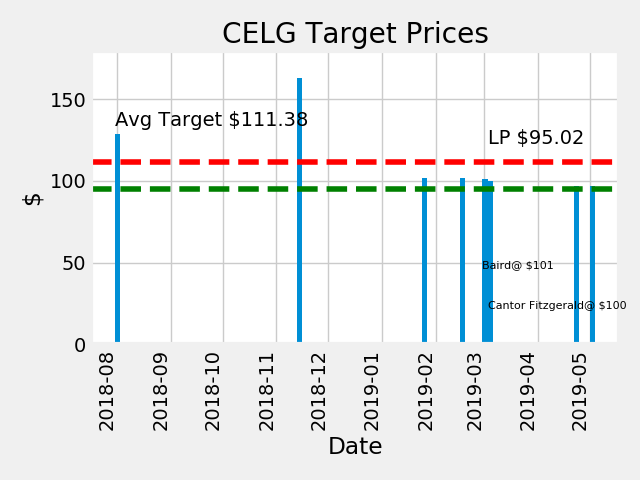 CELG Target Prices
Avg Target $111.38
LP $95.02
Baird@ $101
Cantor Fitzgerald@ $100
$
150
100
50
0
2018-08
2018-09
2018-10
2018-11
2018-12
2019-01
2019-02
2019-03
2019-04
2019-05
Date